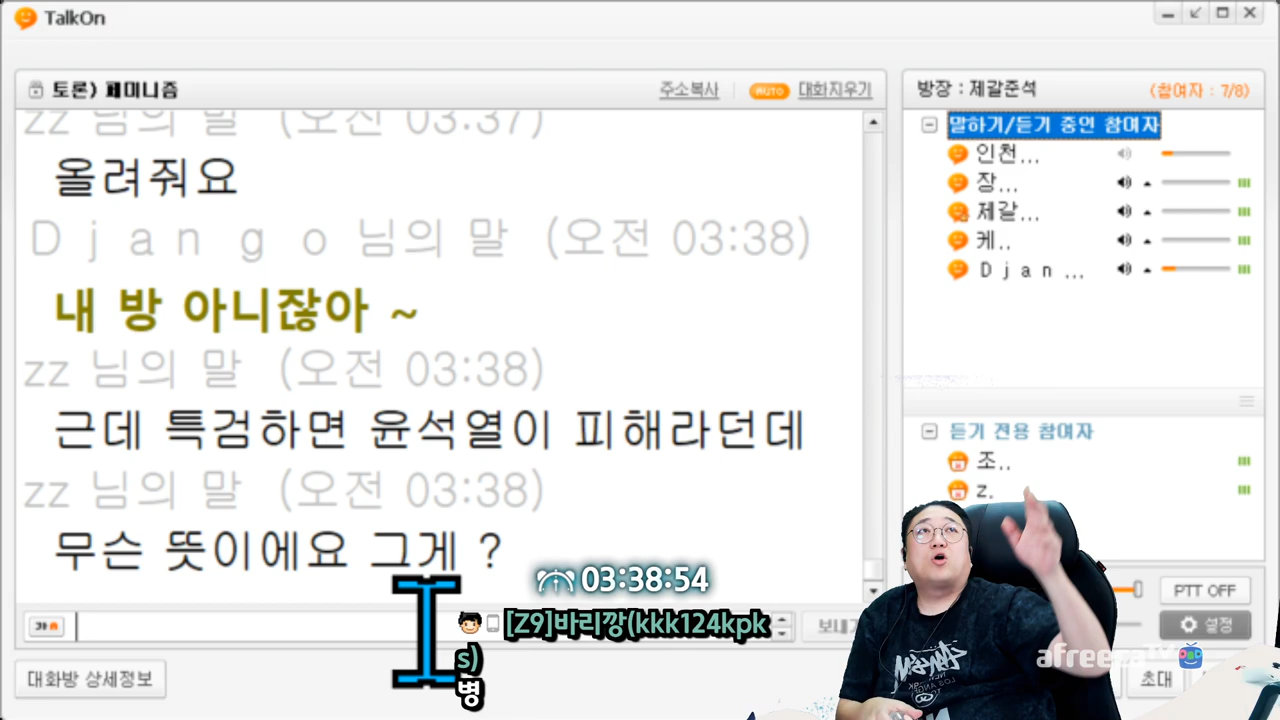 TalkOn
토론) 페미니즘
주소복사
AUTO
대화지우기
zz 님의 말 (오전 03:37)
올려줘요
D j a n g o 님의 말 (오전 03:38)
내 방 아니잖아 ~
zz 님의 말 (오전 03:38)
근데 특검하면 윤석열이 피해라던데
zz 님의 말 (오전 03:38)
무슨 뜻이에요 그게 ?
방장 : 제갈준석
(참여자 : 7/8)
말하기/듣기 중인 참여자
인천...
장...
제갈...
케..
D j a n ...
듣기 전용 참여자
조..
z.
03:38:54
[Z9]바리깡(kkk124kpk
s)
병
보내기
PTT OFF
설정
대화방 상세정보
초대
afreecaTV
LOS ANGE